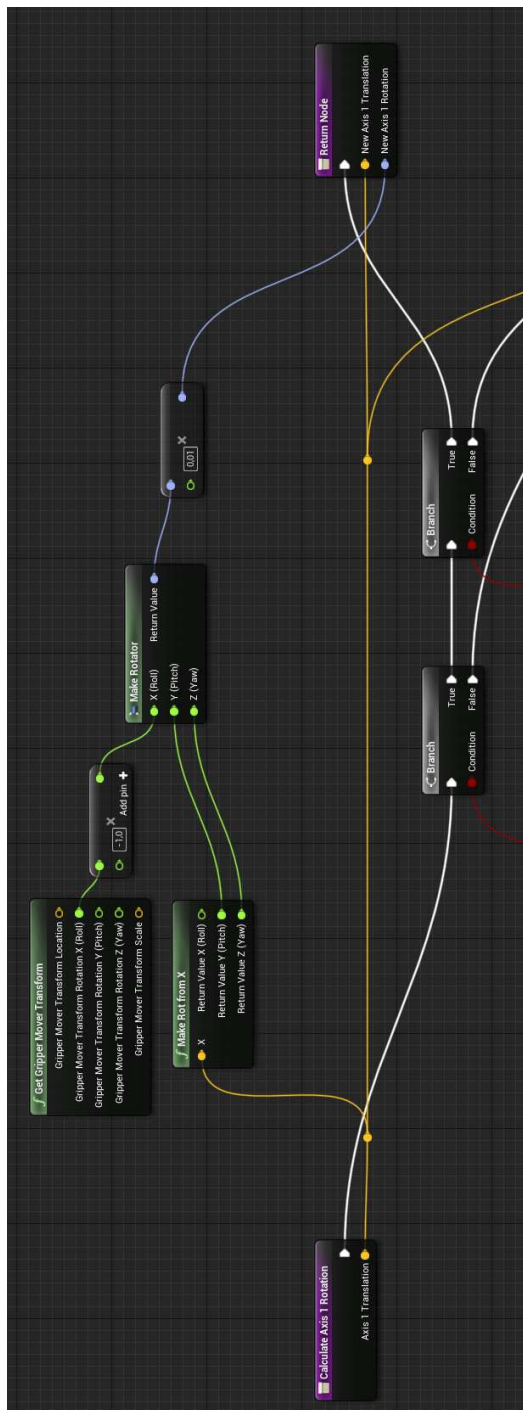 Calculate Axis 1 Rotation
Axis 1 Translation
Get Gripper Mover Transform
Gripper Mover Transform Location
Gripper Mover Transform Rotation X (Roll)
Gripper Mover Transform Rotation Y (Pitch)
Gripper Mover Transform Rotation Z (Yaw)
Gripper Mover Transform Scale
Make Rot from X
X
Return Value X (Roll)
Return Value Y (Pitch)
Return Value Z (Yaw)
-1,0
Add pin +
Make Rotator
X (Roll)
Return Value
Y (Pitch)
Z (Yaw)
0,01
Branch
True
Condition
False
Branch
True
Condition
False
Return Node
New Axis 1 Translation
New Axis 1 Rotation